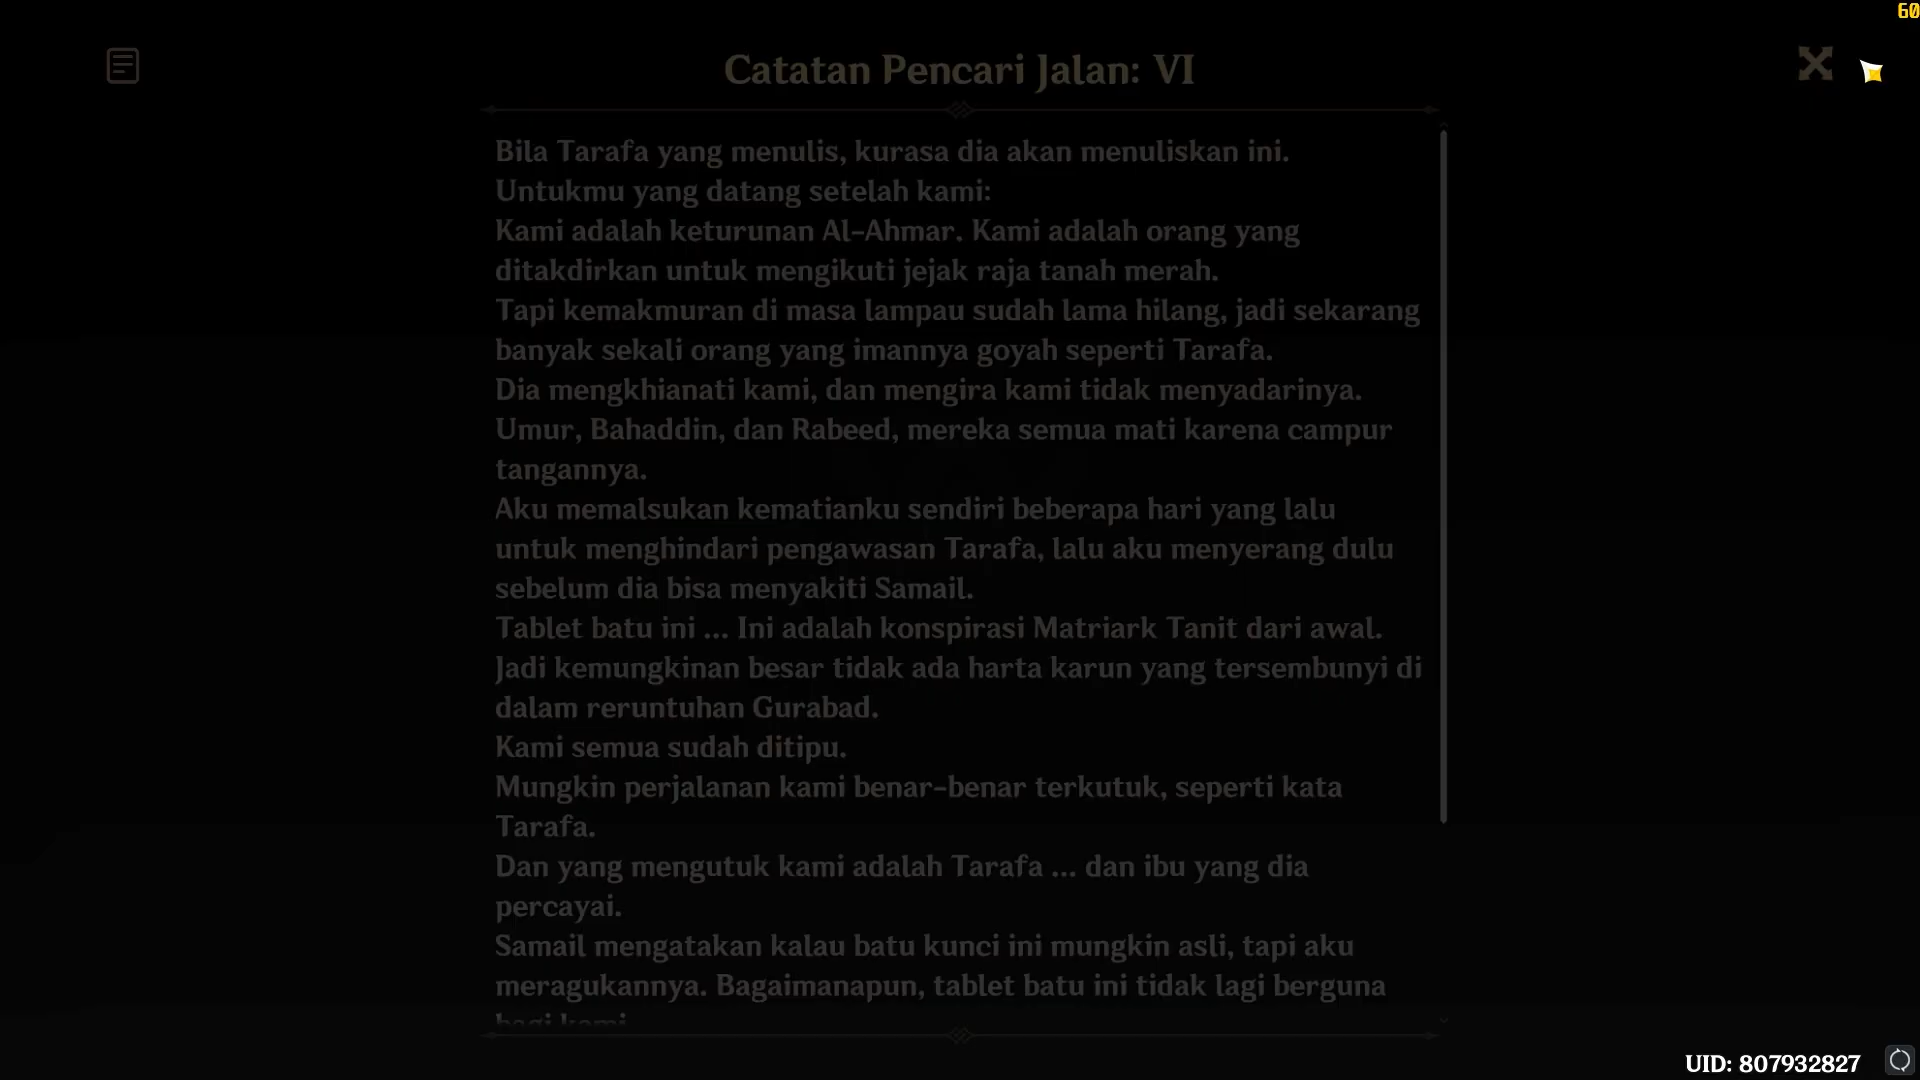 60
Catatan Pencari Jalan: VI
Bila Tarafa yang menulis, kurasa dia akan menuliskan ini.
Untukmu yang datang setelah kami:
Kami adalah keturunan Al-Ahmar. Kami adalah orang yang
ditakdirkan untuk mengikuti jejak raja tanah merah.
Tapi kemakmuran di masa lampau sudah lama hilang, jadi sekarang
banyak sekali orang yang imannya goyah seperti Tarafa.
Dia mengkhianati kami, dan mengira kami tidak menyadarinya.
Umur, Bahaddin, dan Rabeed, mereka semua mati karena campur
tangannya.
Aku memalsukan kematianku sendiri beberapa hari yang lalu
untuk menghindari pengawasan Tarafa, lalu aku menyerang dulu
sebelum dia bisa menyakiti Samail.
Tablet batu ini ... Ini adalah konspirasi Matriark Tanit dari awal.
Jadi kemungkinan besar tidak ada harta karun yang tersembunyi di
dalam reruntuhan Gurabad.
Kami semua sudah ditipu.
Mungkin perjalanan kami benar-benar terkutuk, seperti kata
Tarafa.
Dan yang mengutuk kami adalah Tarafa ... dan ibu yang dia
percayai.
Samail mengatakan kalau batu kunci ini mungkin asli, tapi aku
meragukannya. Bagaimanapun, tablet batu ini tidak lagi berguna
bagi kami
UID: 807932827